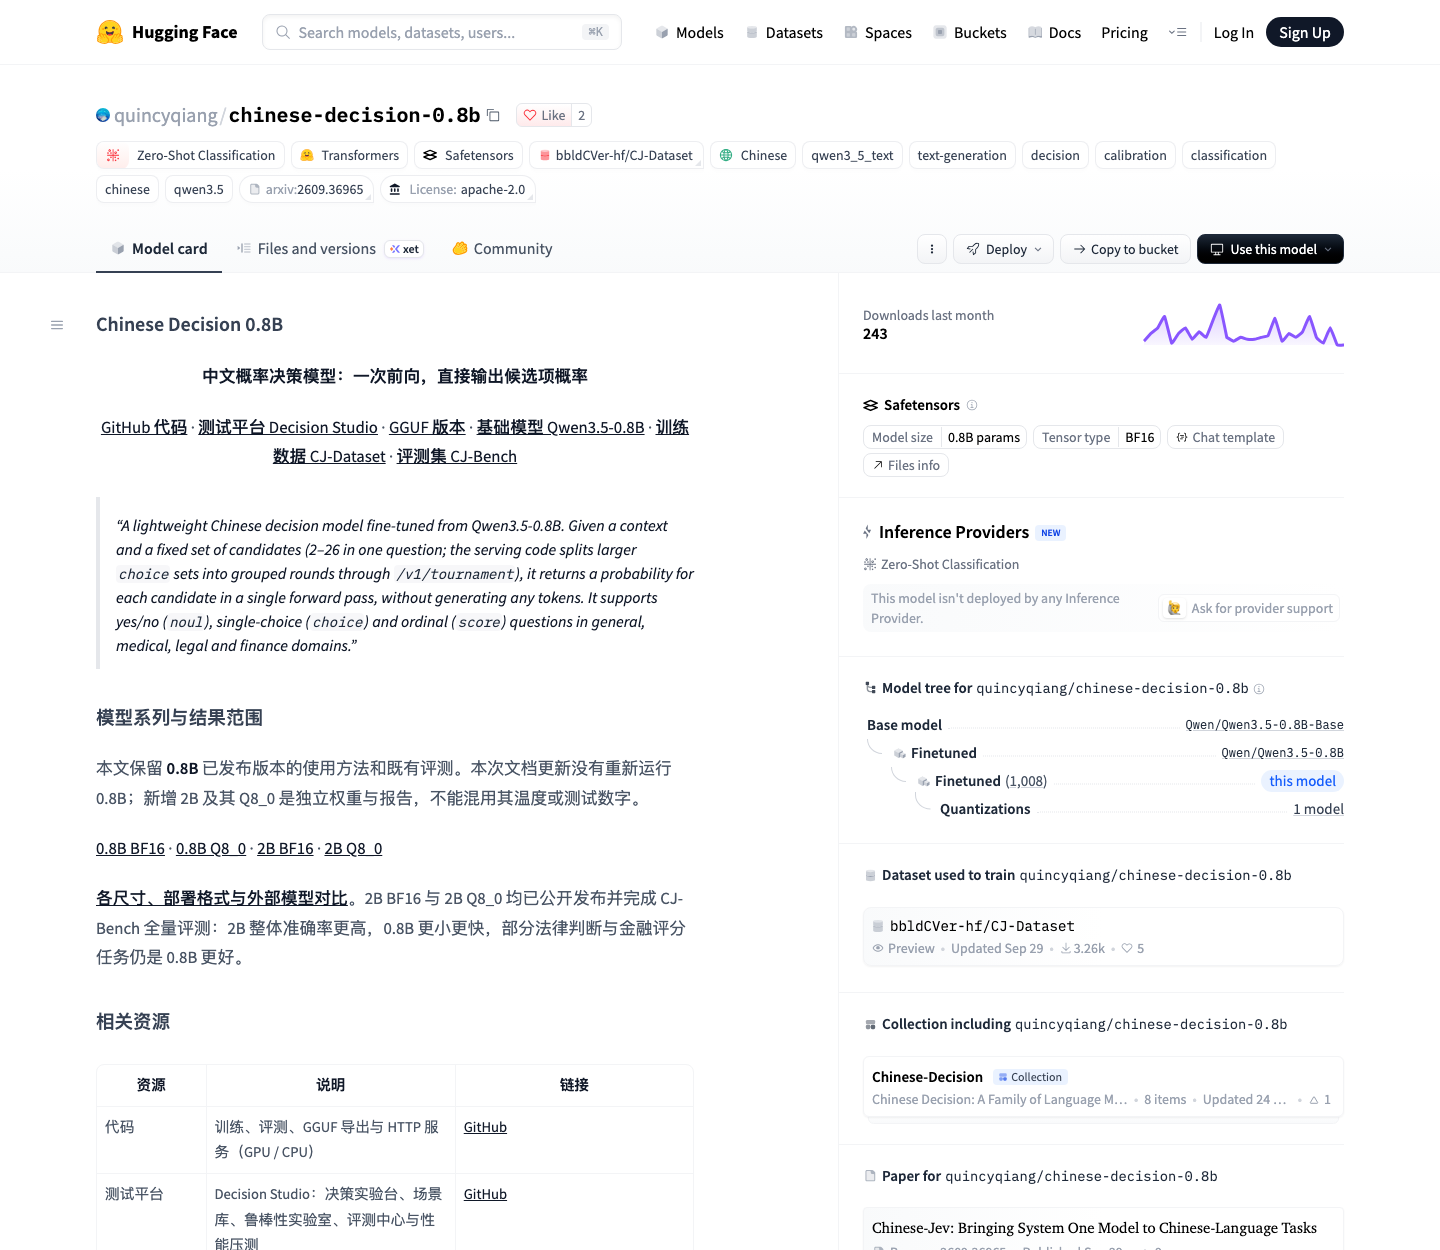 Hugging Face
Search models, datasets, users...
⌘K
Models
Datasets
Spaces
Buckets
Docs
Pricing
Log In
Sign Up
quincyqiang/chinese-decision-0.8b
Like 2
Zero-Shot Classification
Transformers
Safetensors
bbldCVer-hf/CJ-Dataset
Chinese
qwen3_5_text
text-generation
decision
calibration
classification
chinese
qwen3.5
arxiv:2609.36965
License: apache-2.0
Model card
Files and versions
xet
Community
Deploy
Copy to bucket
Use this model
Chinese Decision 0.8B
中文概率决策模型：一次前向，直接输出候选项概率
GitHub 代码 · 测试平台 Decision Studio · GGUF 版本 · 基础模型 Qwen3.5-0.8B · 训练
数据 CJ-Dataset · 评测集 CJ-Bench
“A lightweight Chinese decision model fine-tuned from Qwen3.5-0.8B. Given a context
and a fixed set of candidates (2–26 in one question; the serving code splits larger
choice sets into grouped rounds through /v1/tournament), it returns a probability for
each candidate in a single forward pass, without generating any tokens. It supports
yes/no (noul), single-choice (choice) and ordinal (score) questions in general,
medical, legal and finance domains.”
模型系列与结果范围
本文保留 0.8B 已发布版本的使用方法和既有评测。本次文档更新没有重新运行
0.8B；新增 2B 及其 Q8_0 是独立权重与报告，不能混用其温度或测试数字。
0.8B BF16 · 0.8B Q8_0 · 2B BF16 · 2B Q8_0
各尺寸、部署格式与外部模型对比。2B BF16 与 2B Q8_0 均已公开发布并完成 CJ-
Bench 全量评测：2B 整体准确率更高，0.8B 更小更快，部分法律判断与金融评分
任务仍是 0.8B 更好。
相关资源
资源
说明
链接
代码
训练、评测、GGUF 导出与 HTTP 服
务（GPU / CPU）
GitHub
测试平台
Decision Studio：决策实验台、场景
库、鲁棒性实验室、评测中心与性
能压测
GitHub
Downloads last month
243
Safetensors
Model size 0.8B params
Tensor type BF16
Chat template
Files info
Inference Providers NEW
Zero-Shot Classification
This model isn't deployed by any Inference
Provider.
Ask for provider support
Model tree for quincyqiang/chinese-decision-0.8b
Base model Qwen/Qwen3.5-0.8B-Base
Finetuned Qwen/Qwen3.5-0.8B
Finetuned (1,008) this model
Quantizations 1 model
Dataset used to train quincyqiang/chinese-decision-0.8b
bbldCVer-hf/CJ-Dataset
Preview • Updated Sep 29 • 3.26k • 5
Collection including quincyqiang/chinese-decision-0.8b
Chinese-Decision Collection
Chinese Decision: A Family of Language M… • 8 items • Updated 24 … • 1
Paper for quincyqiang/chinese-decision-0.8b
Chinese-Jev: Bringing System One Model to Chinese-Language Tasks